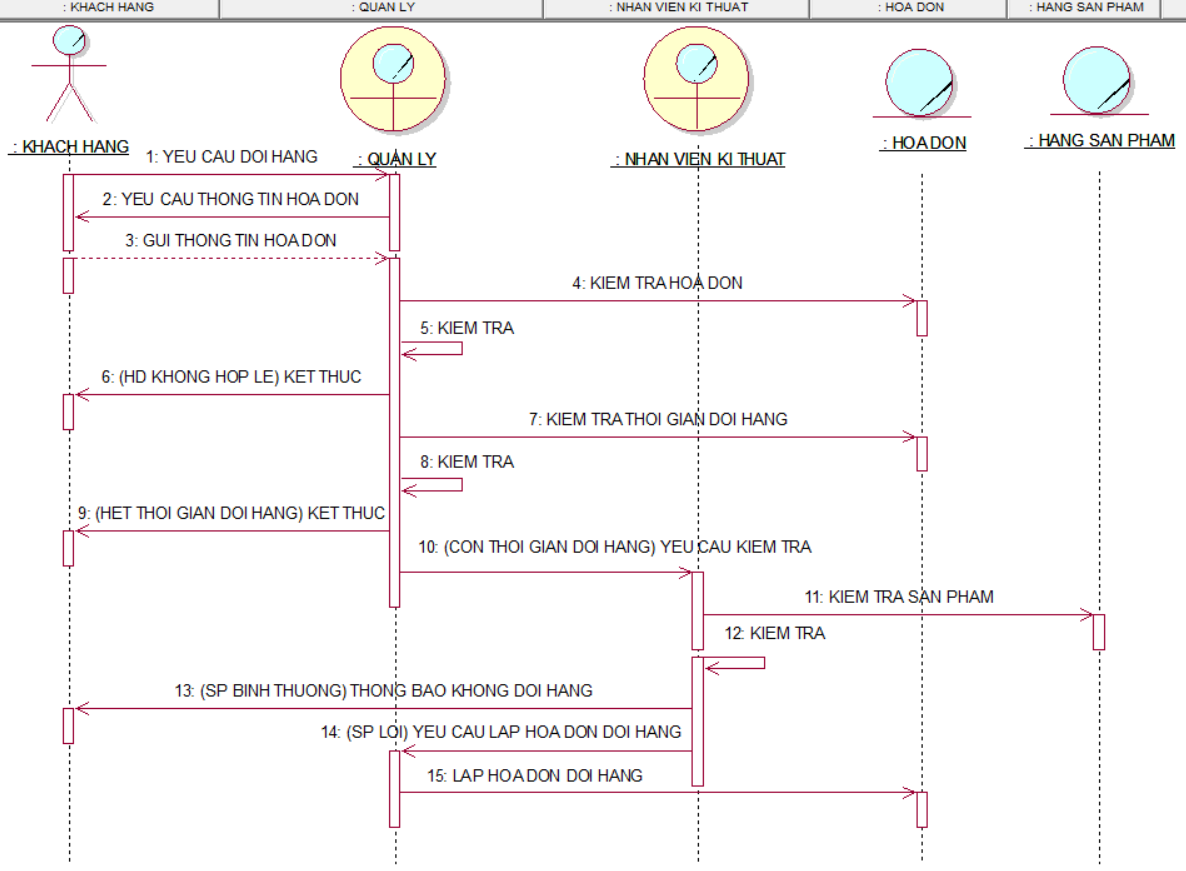 : KHACH HANG
: QUAN LY
: NHAN VIEN KI THUAT
: HOA DON
: HANG SAN PHAM
: KHACH HANG
: QUAN LY
: NHAN VIEN KI THUAT
: HOA DON
: HANG SAN PHAM
1: YEU CAU DOI HANG
2: YEU CAU THONG TIN HOA DON
3: GUI THONG TIN HOA DON
4: KIEM TRA HOA DON
5: KIEM TRA
6: (HD KHONG HOP LE) KET THUC
7: KIEM TRA THOI GIAN DOI HANG
8: KIEM TRA
9: (HET THOI GIAN DOI HANG) KET THUC
10: (CON THOI GIAN DOI HANG) YEU CAU KIEM TRA
11: KIEM TRA SAN PHAM
12: KIEM TRA
13: (SP BINH THUONG) THONG BAO KHONG DOI HANG
14: (SP LOI) YEU CAU LAP HOA DON DOI HANG
15: LAP HOA DON DOI HANG